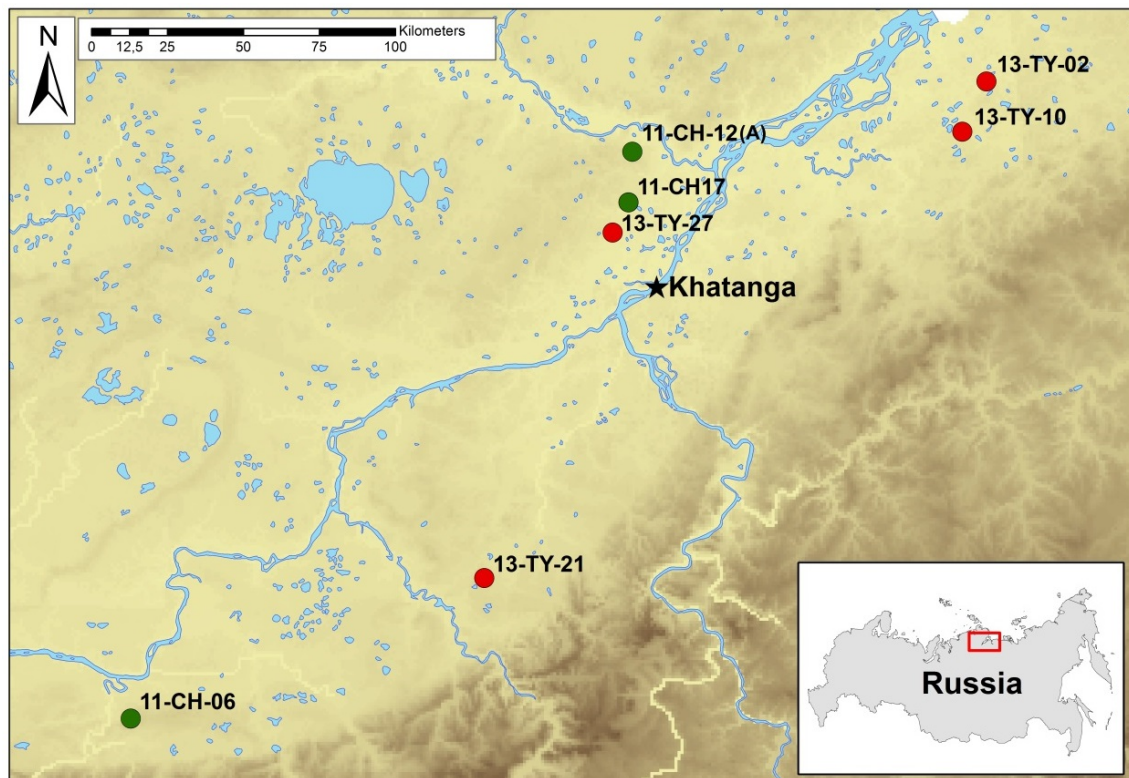 N
Kilometers
0 12,5 25 50 75 100
13-TY-02
13-TY-10
11-CH-12(A)
11-CH17
13-TY-27
Khatanga
13-TY-21
11-CH-06
Russia